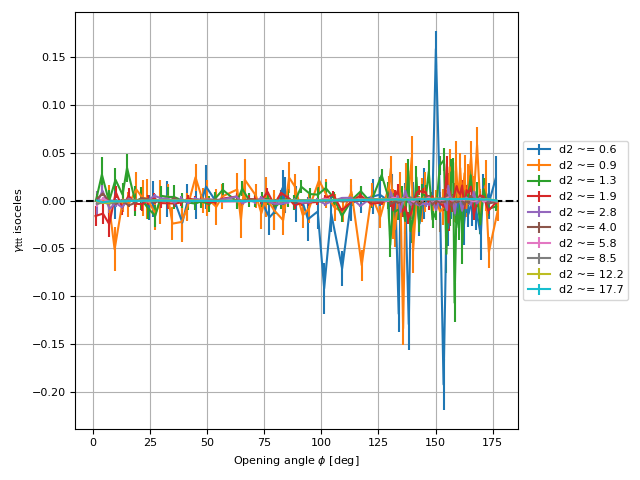 0.15
0.10
0.05
0.00
−0.05
−0.10
−0.15
−0.20
γttt isoceles
0
25
50
75
100
125
150
175
Opening angle ϕ [deg]
d2 ~= 0.6
d2 ~= 0.9
d2 ~= 1.3
d2 ~= 1.9
d2 ~= 2.8
d2 ~= 4.0
d2 ~= 5.8
d2 ~= 8.5
d2 ~= 12.2
d2 ~= 17.7